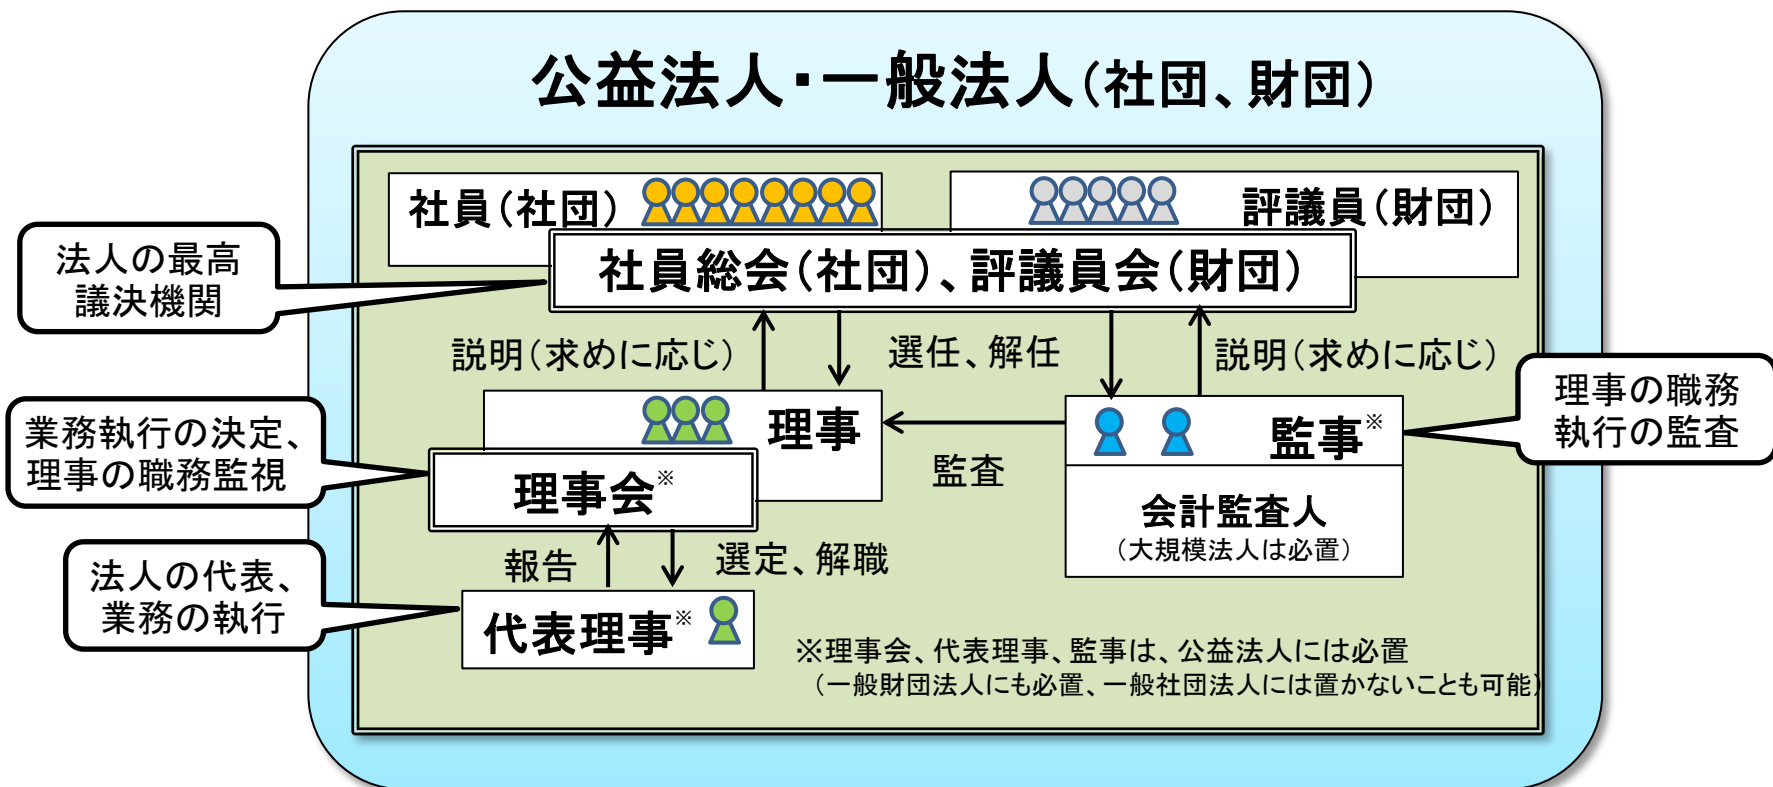 公益法人・一般法人(社団、財団)
社員(社団)
評議員(財団)
社員総会(社団)、評議員会(財団)
法人の最高
議決機関
説明(求めに応じ)
選任、解任
説明(求めに応じ)
理事の職務
執行の監査
業務執行の決定、
理事の職務監視
理事
監事※
監査
理事会※
会計監査人
(大規模法人は必置)
報告
選定、解職
法人の代表、
業務の執行
代表理事※
※理事会、代表理事、監事は、公益法人には必置
(一般財団法人にも必置、一般社団法人には置かないことも可能)